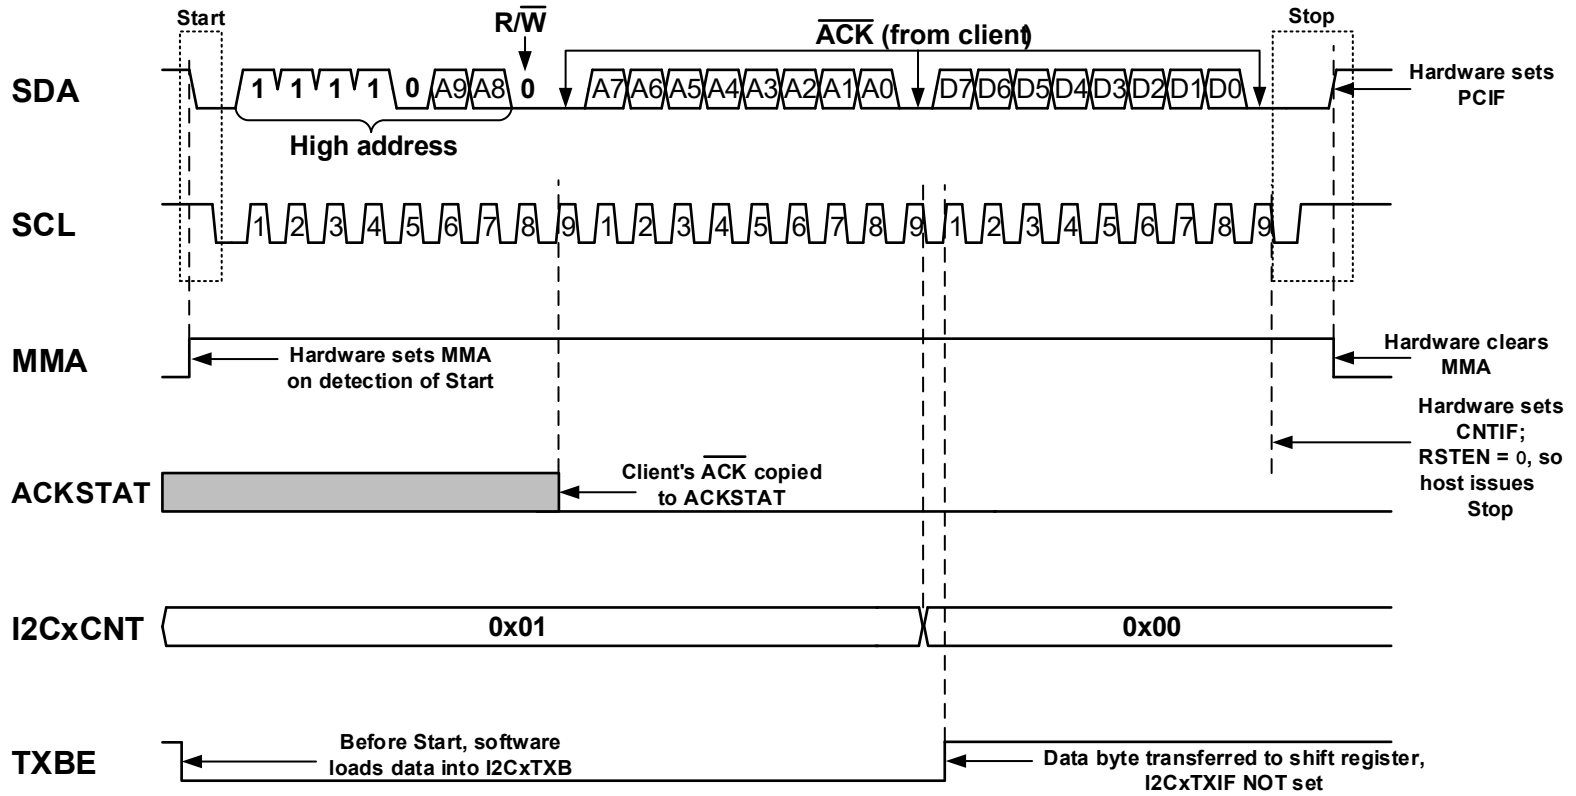 Start
R/W
ACK (from client)
Stop
SDA
1 1 1 1 0 A9 A8 0 A7 A6 A5 A4 A3 A2 A1 A0 D7 D6 D5 D4 D3 D2 D1 D0
Hardware sets
PCIF
High address
SCL
1 2 3 4 5 6 7 8 9 1 2 3 4 5 6 7 8 9 1 2 3 4 5 6 7 8 9
MMA
Hardware sets MMA
on detection of Start
Hardware clears
MMA
Hardware sets
CNTIF;
RSTEN = 0, so
host issues
Stop
ACKSTAT
Client's ACK copied
to ACKSTAT
I2CxCNT
0x01
0x00
TXBE
Before Start, software
loads data into I2CxTXB
Data byte transferred to shift register,
I2CxTXIF NOT set